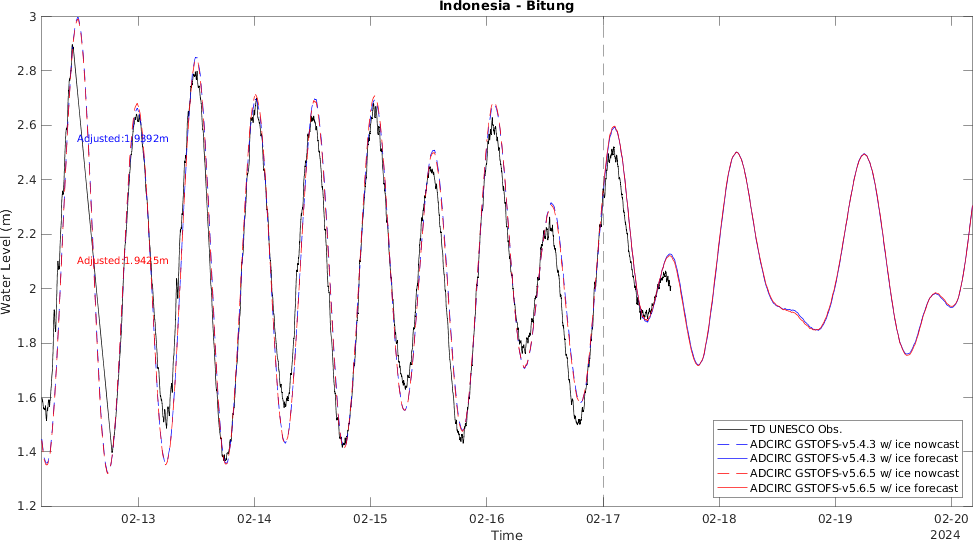 Indonesia - Bitung
Water Level (m)
3
2.8
2.6
2.4
2.2
2
1.8
1.6
1.4
1.2
Adjusted:1.9392m
Adjusted:1.9425m
TD UNESCO Obs.
ADCIRC GSTOFS-v5.4.3 w/ ice nowcast
ADCIRC GSTOFS-v5.4.3 w/ ice forecast
ADCIRC GSTOFS-v5.6.5 w/ ice nowcast
ADCIRC GSTOFS-v5.6.5 w/ ice forecast
02-13 02-14 02-15 02-16 02-17 02-18 02-19 02-20
Time
2024